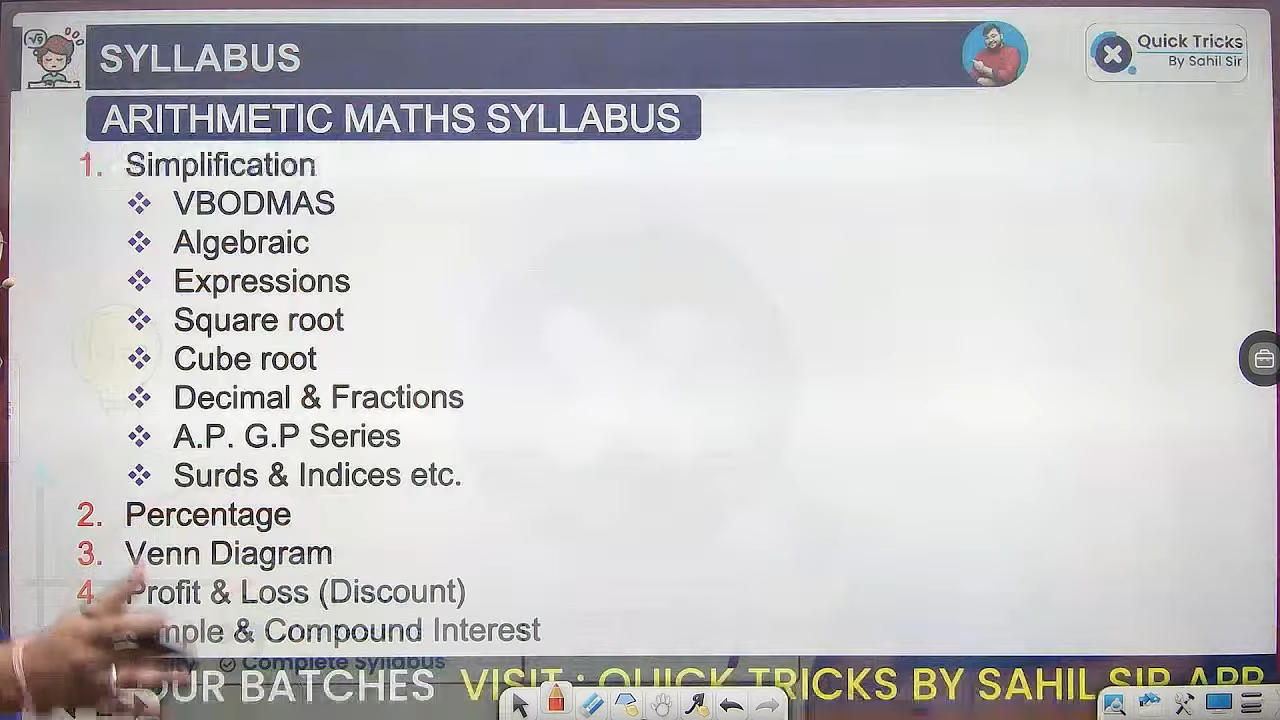 SYLLABUS
Quick Tricks
By Sahil Sir
ARITHMETIC MATHS SYLLABUS
1. Simplification
VBODMAS
Algebraic
Expressions
Square root
Cube root
Decimal & Fractions
A.P. G.P Series
Surds & Indices etc.
2. Percentage
3. Venn Diagram
4. Profit & Loss (Discount)
& Compound Interest
Complete Syllabus
OUR BATCHES VISIT : QUICK TRICKS BY SAHIL SIR APP